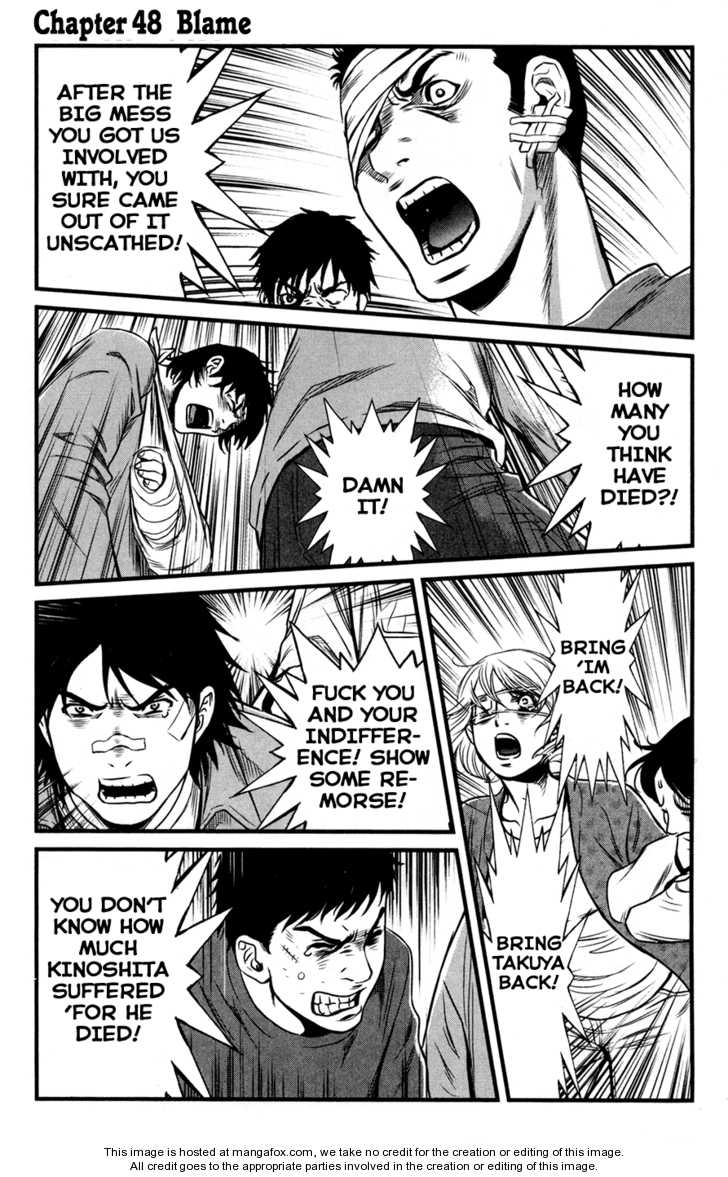 Chapter 48 Blame
AFTER THE
BIG MESS
YOU GOT US
INVOLVED
WITH, YOU
SURE CAME
OUT OF IT
UNSCATHED!
HOW
MANY
YOU
THINK
HAVE
DIED?!
DAMN
IT!
BRING
'IM
BACK!
BRING
TAKUYA
BACK!
FUCK YOU
AND YOUR
INDIFFER-
ENCE! SHOW
SOME RE-
MORSE!
YOU DON'T
KNOW HOW
MUCH
KINOSHITA
SUFFERED
'FOR HE
DIED!
This image is hosted at mangafox.com, we take no credit for the creation or editing of this image.
All credit goes to the appropriate parties involved in the creation or editing of this image.